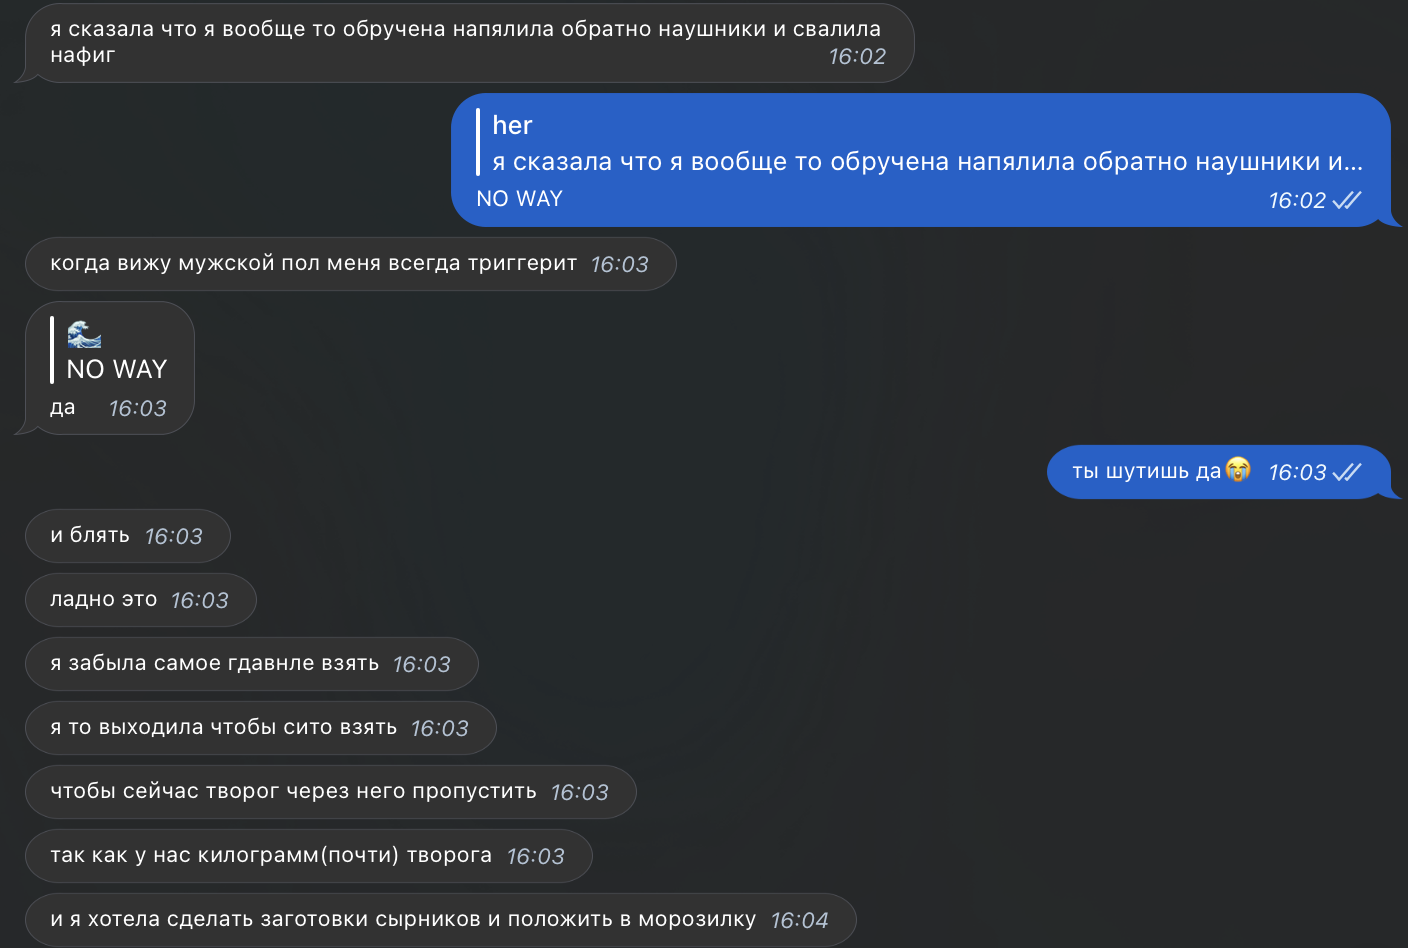 я сказала что я вообще то обручена напялила обратно наушники и свалила
нафиг
16:02
her
я сказала что я вообще то обручена напялила обратно наушники и...
NO WAY 16:02
когда вижу мужской пол меня всегда триггерит 16:03
🌊
NO WAY
да 16:03
ты шутишь да😭 16:03
и блять 16:03
ладно это 16:03
я забыла самое гдавнле взять 16:03
я то выходила чтобы сито взять 16:03
чтобы сейчас творог через него пропустить 16:03
так как у нас килограмм(почти) творога 16:03
и я хотела сделать заготовки сырников и положить в морозилку 16:04